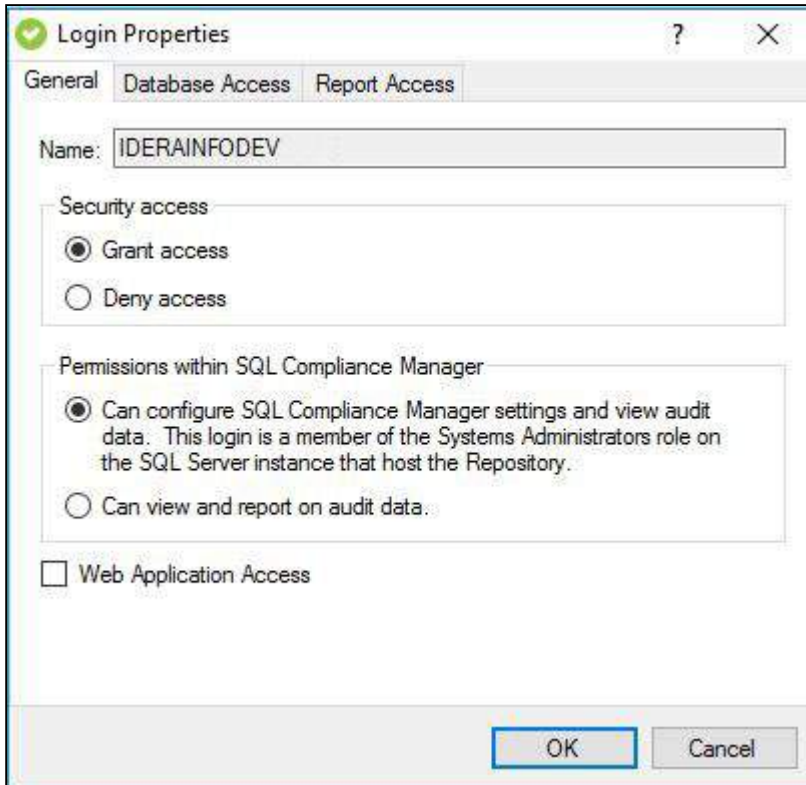 Login Properties ?
General Database Access Report Access
Name: IDERAINFODEV
Security access
Grant access
Deny access
Permissions within SQL Compliance Manager
Can configure SQL Compliance Manager settings and view audit
data. This login is a member of the Systems Administrators role on
the SQL Server instance that host the Repository.
Can view and report on audit data.
Web Application Access
OK Cancel